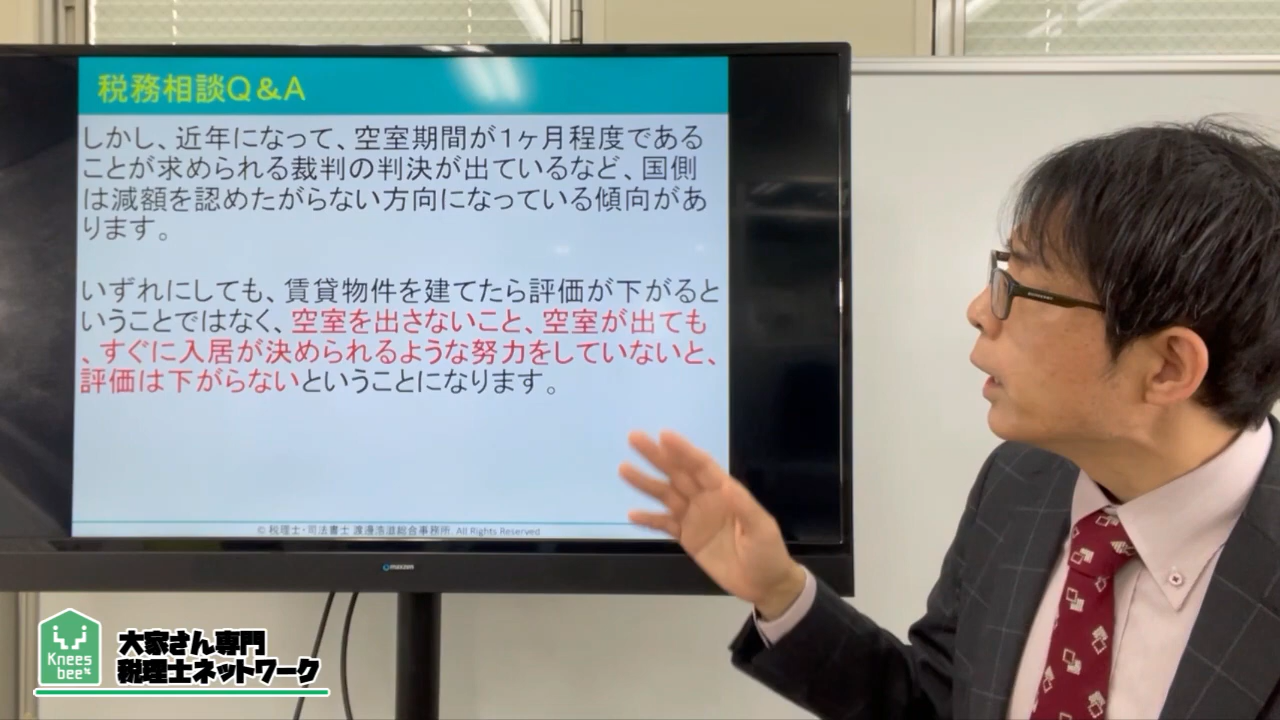 税務相談Q&A
しかし、近年になって、空室期間が1ヶ月程度である
ことが求められる裁判の判決が出ているなど、国側
は減額を認めたがらない方向になっている傾向があ
ります。
いずれにしても、賃貸物件を建てたら評価が下がると
いうことではなく、空室を出さないこと、空室が出ても
、すぐに入居が決められるような努力をしていないと、
評価は下がらないということになります。
© 税理士・司法書士 渡邊浩滋総合事務所. All Rights Reserved
maxzen
Knees
bee
大家さん専門
税理士ネットワーク